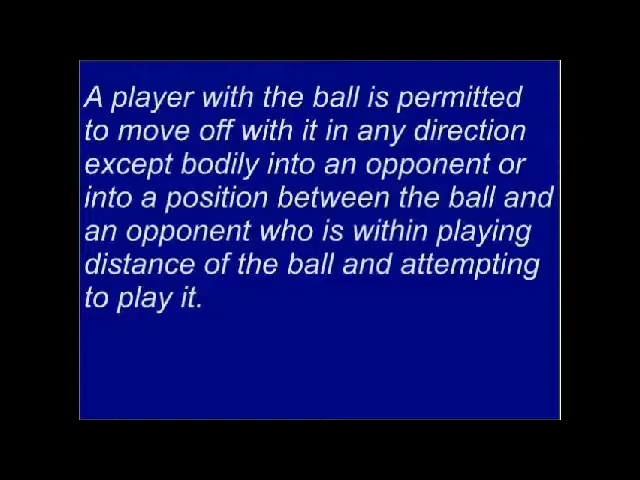 A player with the ball is permitted
to move off with it in any direction
except bodily into an opponent or
into a position between the ball and
an opponent who is within playing
distance of the ball and attempting
to play it.